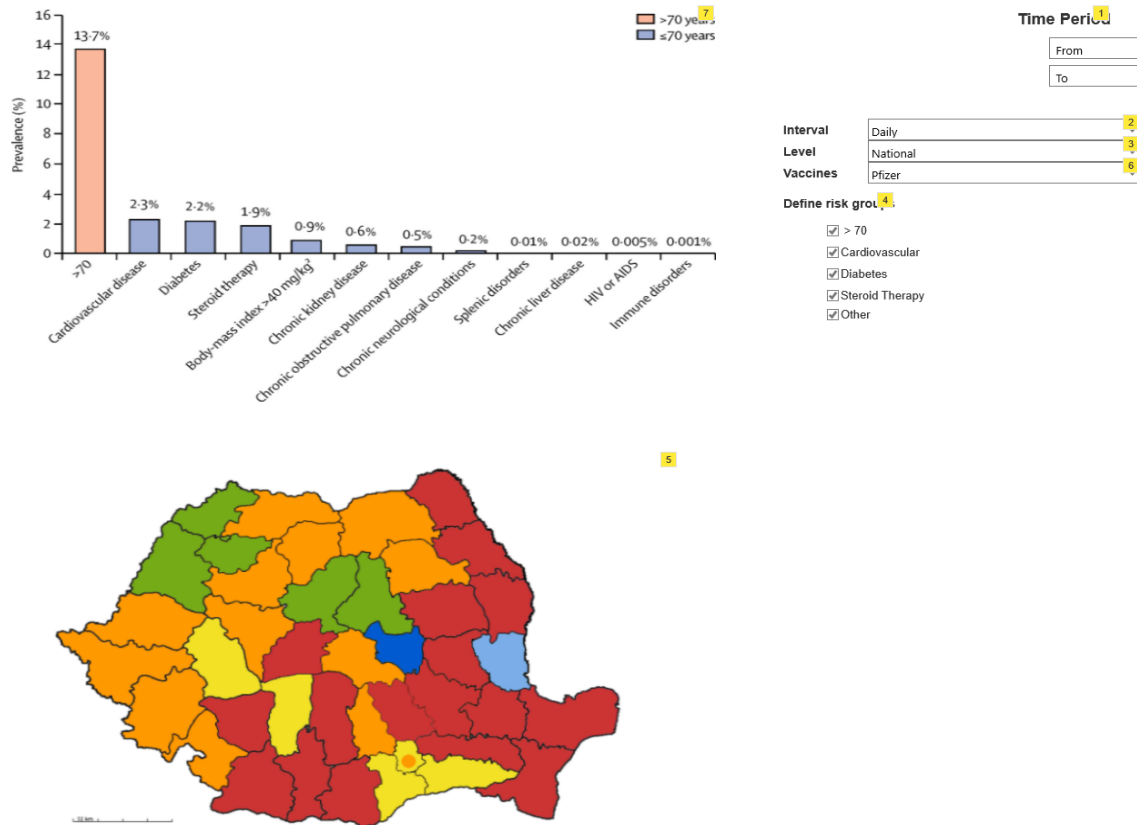 16
14
12
10
8
6
4
2
0
Prevalence (%)
13·7%
2·3%
2·2%
1·9%
0·9%
0·6%
0·5%
0·2%
0·01%
0·02%
0·005%
0·001%
>70
Cardiovascular disease
Diabetes
Steroid therapy
Body-mass index >40 mg/kg²
Chronic kidney disease
Chronic obstructive pulmonary disease
Chronic neurological conditions
Splenic disorders
Chronic liver disease
HIV or AIDS
Immune disorders
>70 years
≤70 years
7
Time Period
1
From
To
Interval Daily
2
Level National
3
Vaccines Pfizer
6
Define risk groups
4
> 70
Cardiovascular
Diabetes
Steroid Therapy
Other
5